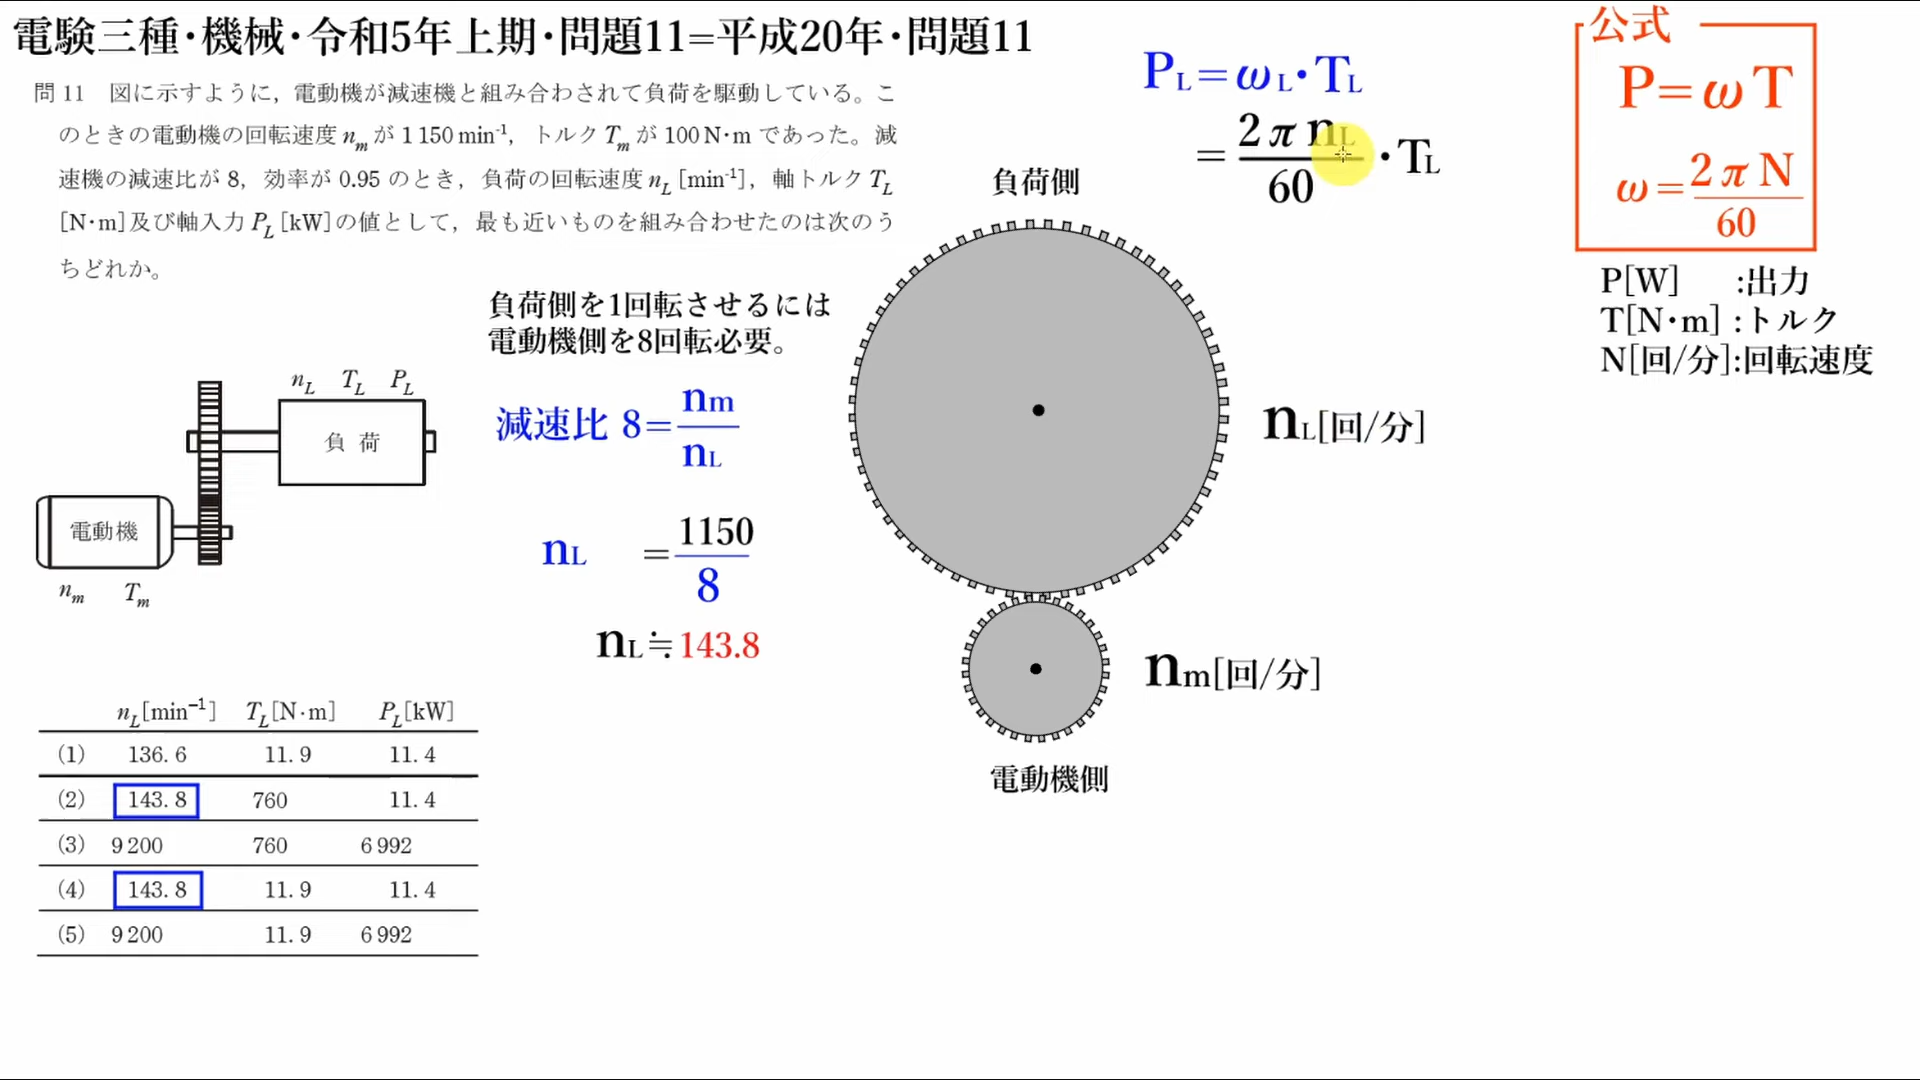 電験三種・機械・令和5年上期・問題11=平成20年・問題11
問 11 図に示すように，電動機が減速機と組み合わされて負荷を駆動している。こ
のときの電動機の回転速度 nm が 1 150 min-1，トルク Tm が 100 N・m であった。減
速機の減速比が 8，効率が 0.95 のとき，負荷の回転速度 nL [min-1]，軸トルク TL
[N・m]及び軸入力 PL [kW]の値として，最も近いものを組み合わせたのは次のう
ちどれか。
PL=ωL・TL
=2πnL/60・TL
公式
P=ωT
ω=2πN/60
P[W] :出力
T[N・m] :トルク
N[回/分]:回転速度
負荷側
負荷側を1回転させるには
電動機側を8回転必要。
減速比 8=nm/nL
nL =1150/8
nL≒143.8
nL[回/分]
nm[回/分]
電動機側
nL TL PL
負 荷
電動機
nm Tm
nL[min−1] TL[N・m] PL[kW]
(1) 136.6 11.9 11.4
(2) 143.8 760 11.4
(3) 9 200 760 6 992
(4) 143.8 11.9 11.4
(5) 9 200 11.9 6 992